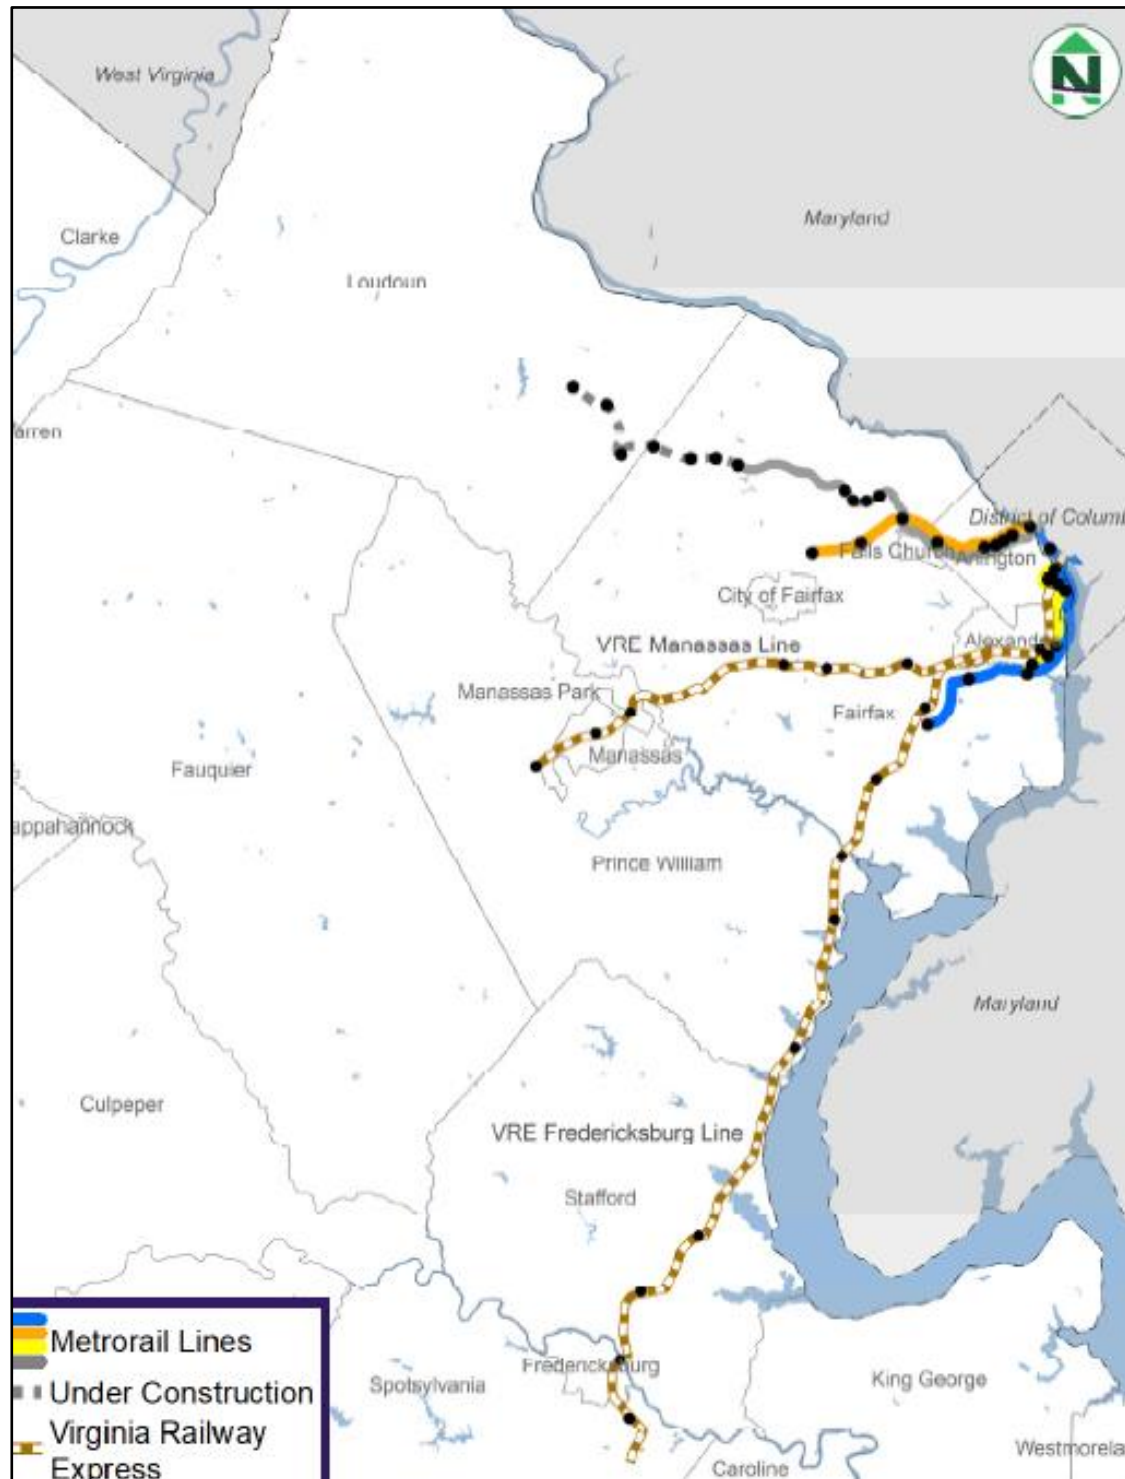 N
West Virginia
Maryland
Clarke
Loudoun
arren
District of Columb
Falls Church
Arlington
City of Fairfax
VRE Manassas Line
Manassas Park
Fairfax
Manassas
Fauquier
appahannock
Prince William
Maryland
Culpeper
VRE Fredericksburg Line
Stafford
Metrorail Lines
Under Construction
Virginia Railway
Express
Fredericksburg
Spotsylvania
King George
Westmorela
Caroline